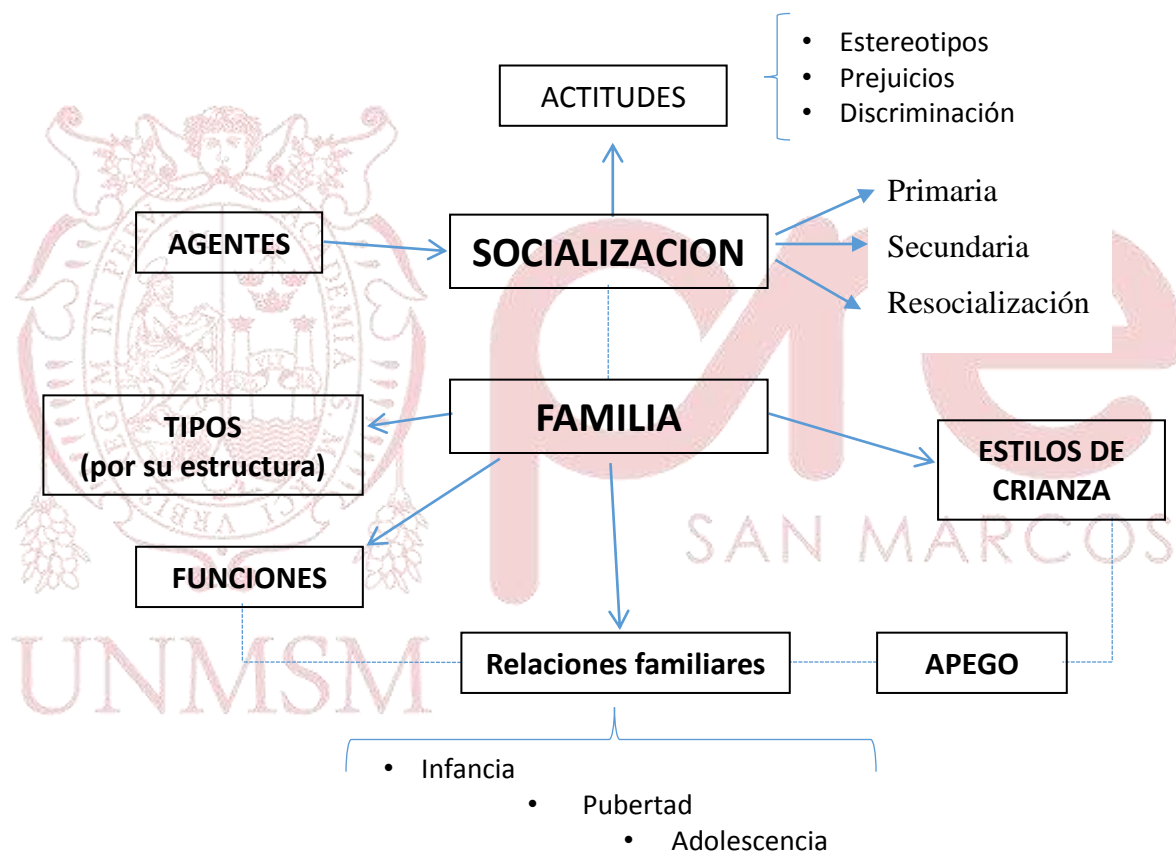 • Estereotipos
• Prejuicios
• Discriminación
ACTITUDES
Primaria
AGENTES
SOCIALIZACION
Secundaria
Resocialización
TIPOS
(por su estructura)
FAMILIA
ESTILOS DE
CRIANZA
SAN MARCOS
FUNCIONES
UNMSM
Relaciones familiares
APEGO
• Infancia
• Pubertad
• Adolescencia